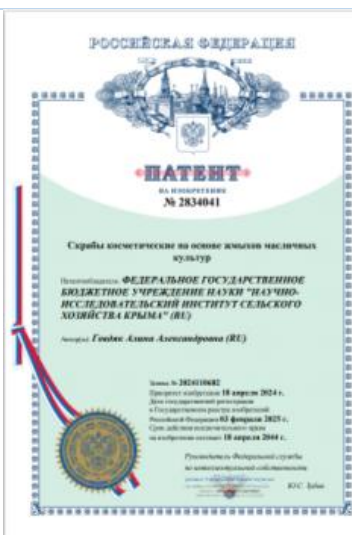 РОССИЙСКАЯ ФЕДЕРАЦИЯ
ПАТЕНТ
НА ИЗОБРЕТЕНИЕ
№ 2834041
Скрабы косметические на основе жмыхов масличных
культур
Патентообладатель: ФЕДЕРАЛЬНОЕ ГОСУДАРСТВЕННОЕ
БЮДЖЕТНОЕ УЧРЕЖДЕНИЕ НАУКИ "НАУЧНО-
ИССЛЕДОВАТЕЛЬСКИЙ ИНСТИТУТ СЕЛЬСКОГО
ХОЗЯЙСТВА КРЫМА" (RU)
Автор(ы): Гондяк Алина Александровна (RU)
Заявка № 2024110682
Приоритет изобретения 18 апреля 2024 г.
Дата государственной регистрации
в Государственном реестре изобретений
Российской Федерации 03 февраля 2025 г.
Срок действия исключительного права
на изобретение истекает 18 апреля 2044 г.
Руководитель Федеральной службы
по интеллектуальной собственности
Ю.С. Зубов